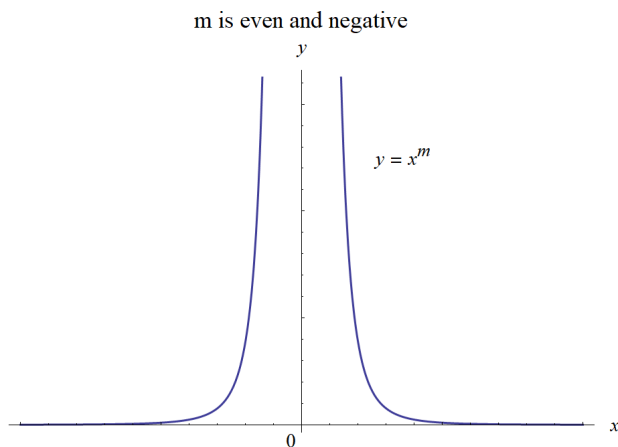 m is even and negative
y
y = x^m
x
0